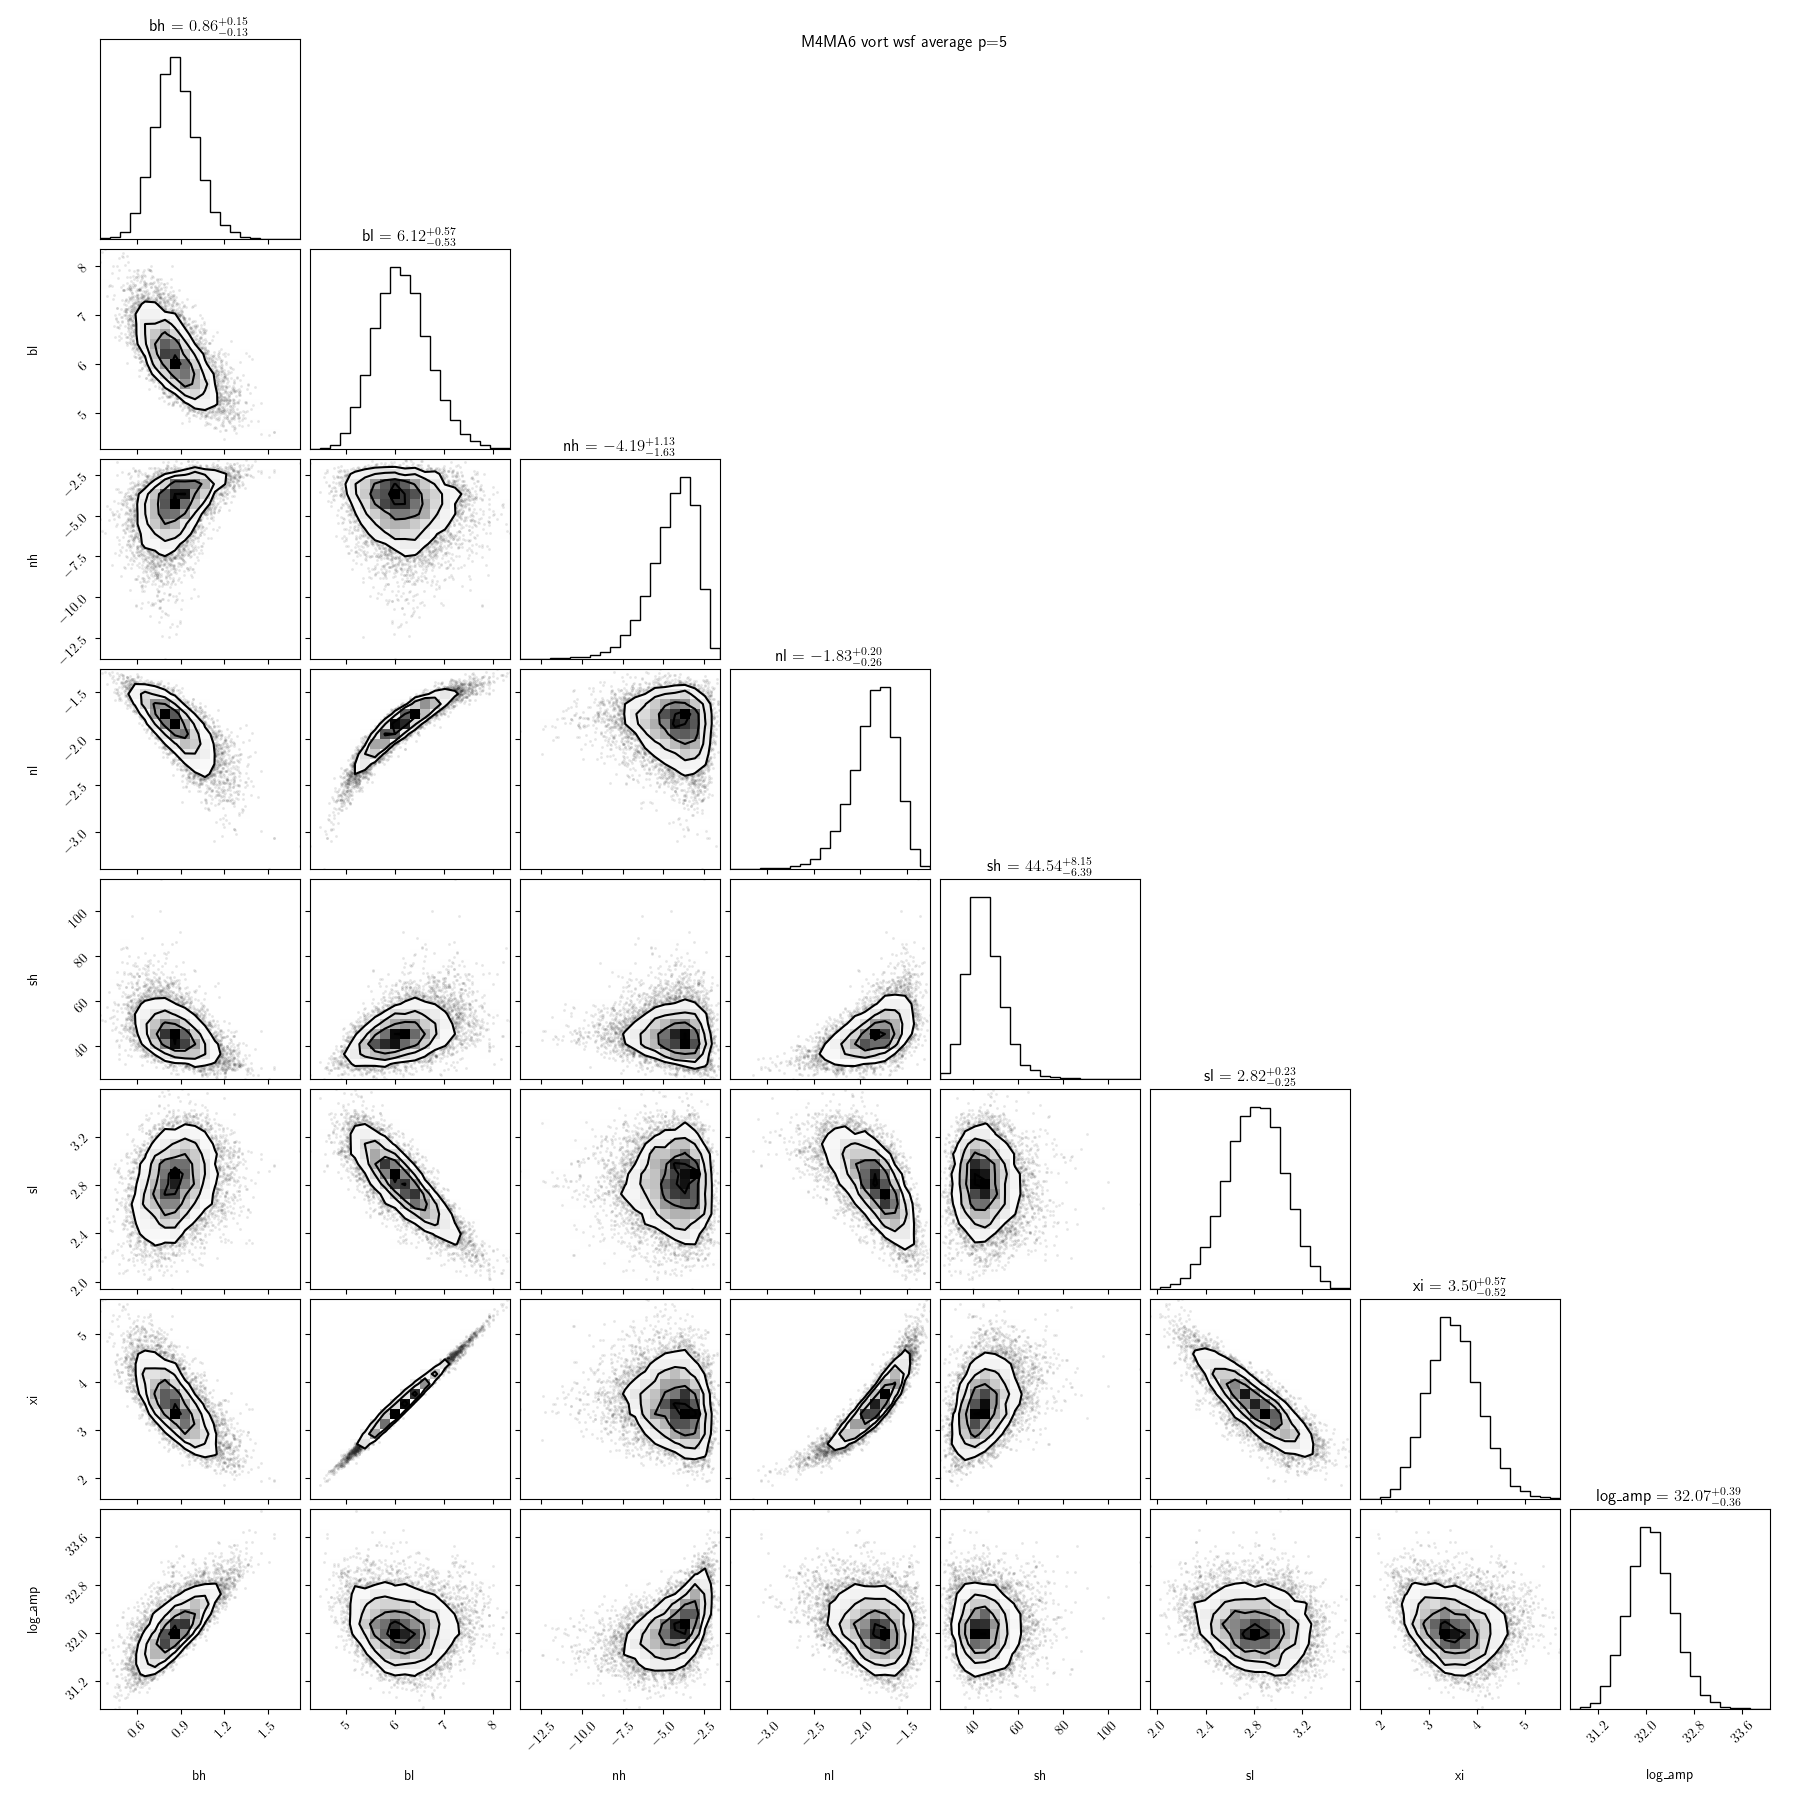 bh = 0.86+0.15−0.13
M4MA6 vort wsf average p=5
bl = 6.12+0.57−0.53
8
7
6
5
bl
nh = −4.19+1.13−1.63
−2.5
−5.0
−7.5
−10.0
−12.5
nh
nl = −1.83+0.20−0.26
−1.5
−2.0
−2.5
−3.0
nl
sh = 44.54+8.15−6.39
100
80
60
40
sh
sl = 2.82+0.23−0.25
3.2
2.8
2.4
2.0
sl
xi = 3.50+0.57−0.52
5
4
3
2
xi
log_amp = 32.07+0.39−0.36
33.6
32.8
32.0
31.2
log_amp
0.6 0.9 1.2 1.5 5 6 7 8 −12.5 −10.0 −7.5 −5.0 −2.5 −3.0 −2.5 −2.0 −1.5 40 60 80 100 2.0 2.4 2.8 3.2 2 3 4 5 31.2 32.0 32.8 33.6
bh bl nh nl sh sl xi log_amp